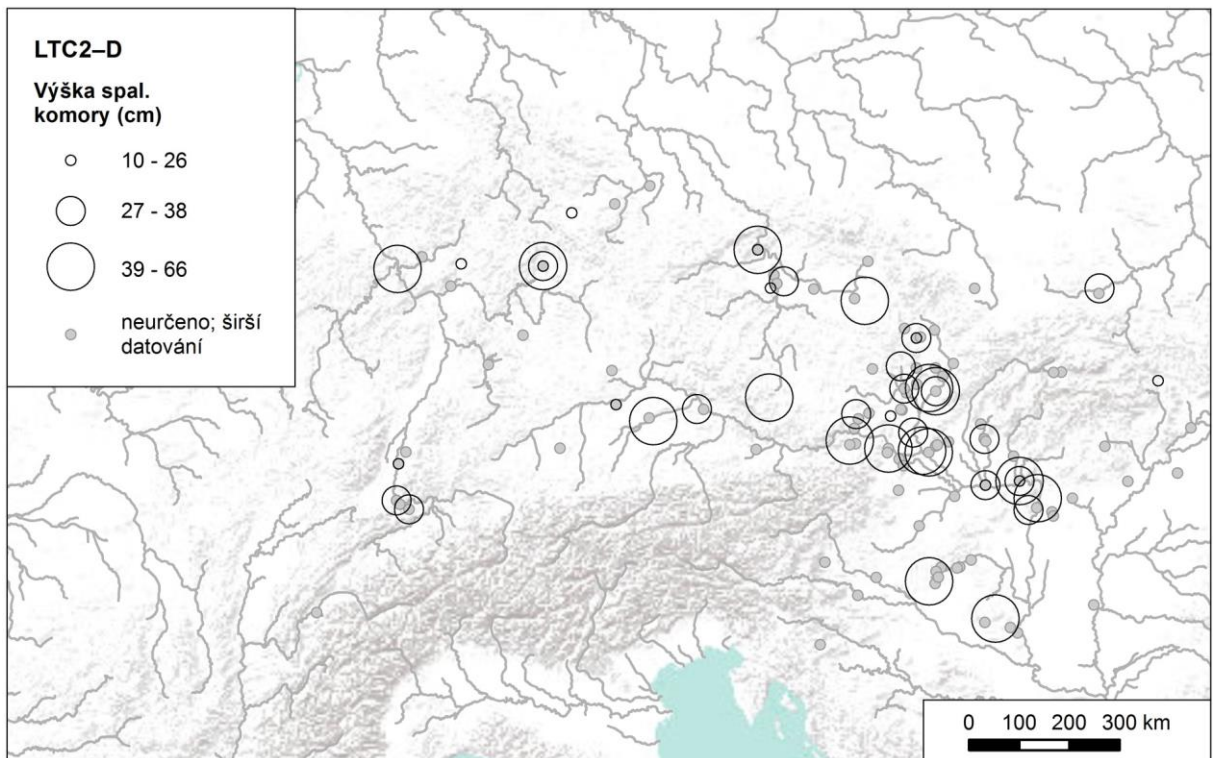 LTC2–D
Výška spal.
komory (cm)
10 - 26
27 - 38
39 - 66
neurčeno; širší
datování
0 100 200 300 km